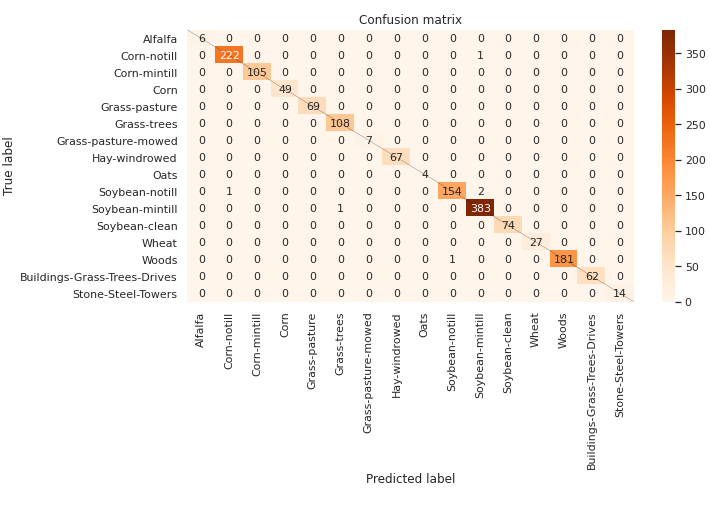 Confusion matrix
Alfalfa 6 0 0 0 0 0 0 0 0 0 0 0 0 0 0 0
Corn-notill 0 222 0 0 0 0 0 0 0 0 1 0 0 0 0 0
Corn-mintill 0 0 105 0 0 0 0 0 0 0 0 0 0 0 0 0
Corn 0 0 0 49 0 0 0 0 0 0 0 0 0 0 0 0
Grass-pasture 0 0 0 0 69 0 0 0 0 0 0 0 0 0 0 0
Grass-trees 0 0 0 0 0 108 0 0 0 0 0 0 0 0 0 0
Grass-pasture-mowed 0 0 0 0 0 0 7 0 0 0 0 0 0 0 0 0
Hay-windrowed 0 0 0 0 0 0 0 67 0 0 0 0 0 0 0 0
Oats 0 0 0 0 0 0 0 0 4 0 0 0 0 0 0 0
Soybean-notill 0 1 0 0 0 0 0 0 0 154 2 0 0 0 0 0
Soybean-mintill 0 0 0 0 0 1 0 0 0 0 383 0 0 0 0 0
Soybean-clean 0 0 0 0 0 0 0 0 0 0 0 74 0 0 0 0
Wheat 0 0 0 0 0 0 0 0 0 0 0 0 27 0 0 0
Woods 0 0 0 0 0 0 0 0 0 1 0 0 0 181 0 0
Buildings-Grass-Trees-Drives 0 0 0 0 0 0 0 0 0 0 0 0 0 0 62 0
Stone-Steel-Towers 0 0 0 0 0 0 0 0 0 0 0 0 0 0 0 14
True label
Alfalfa
Corn-notill
Corn-mintill
Corn
Grass-pasture
Grass-trees
Grass-pasture-mowed
Hay-windrowed
Oats
Soybean-notill
Soybean-mintill
Soybean-clean
Wheat
Woods
Buildings-Grass-Trees-Drives
Stone-Steel-Towers
Predicted label
350
300
250
200
150
100
50
0